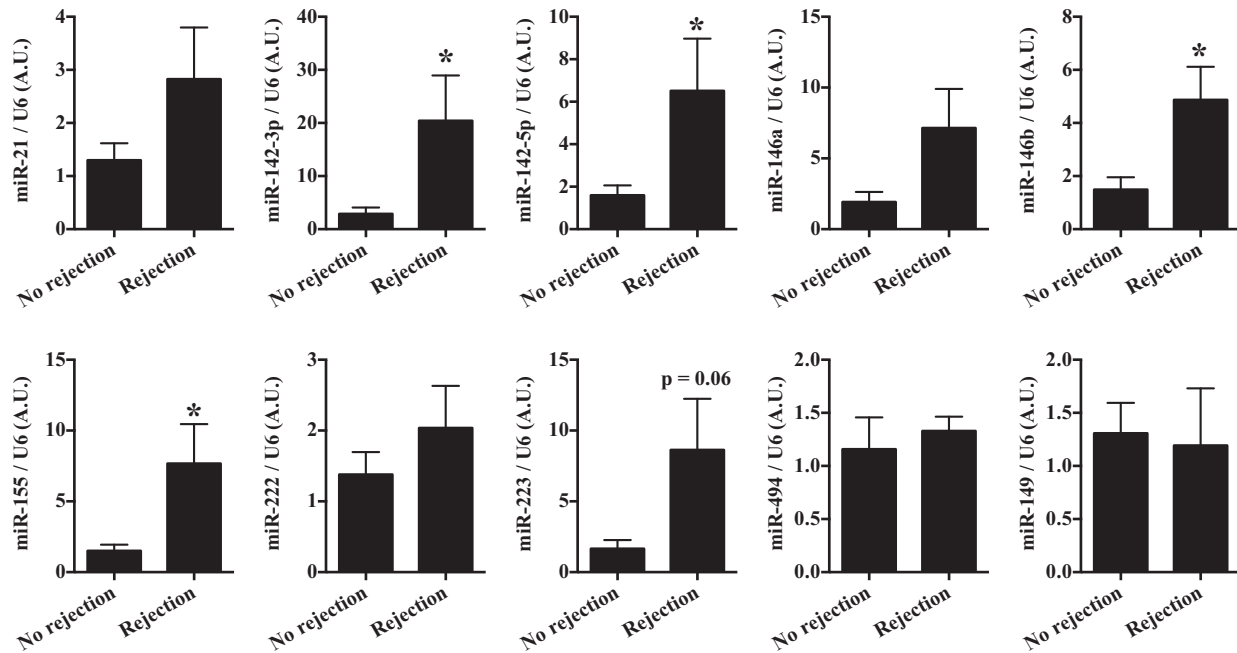 miR-21 / U6 (A.U.)
4
3
2
1
0
No rejection
Rejection
miR-142-3p / U6 (A.U.)
40
30
20
10
0
*
No rejection
Rejection
miR-142-5p / U6 (A.U.)
10
8
6
4
2
0
*
No rejection
Rejection
miR-146a / U6 (A.U.)
15
10
5
0
No rejection
Rejection
miR-146b / U6 (A.U.)
8
6
4
2
0
*
No rejection
Rejection
miR-155 / U6 (A.U.)
15
10
5
0
*
No rejection
Rejection
miR-222 / U6 (A.U.)
3
2
1
0
No rejection
Rejection
miR-223 / U6 (A.U.)
15
10
5
0
p = 0.06
No rejection
Rejection
miR-494 / U6 (A.U.)
2.0
1.5
1.0
0.5
0.0
No rejection
Rejection
miR-149 / U6 (A.U.)
2.0
1.5
1.0
0.5
0.0
No rejection
Rejection